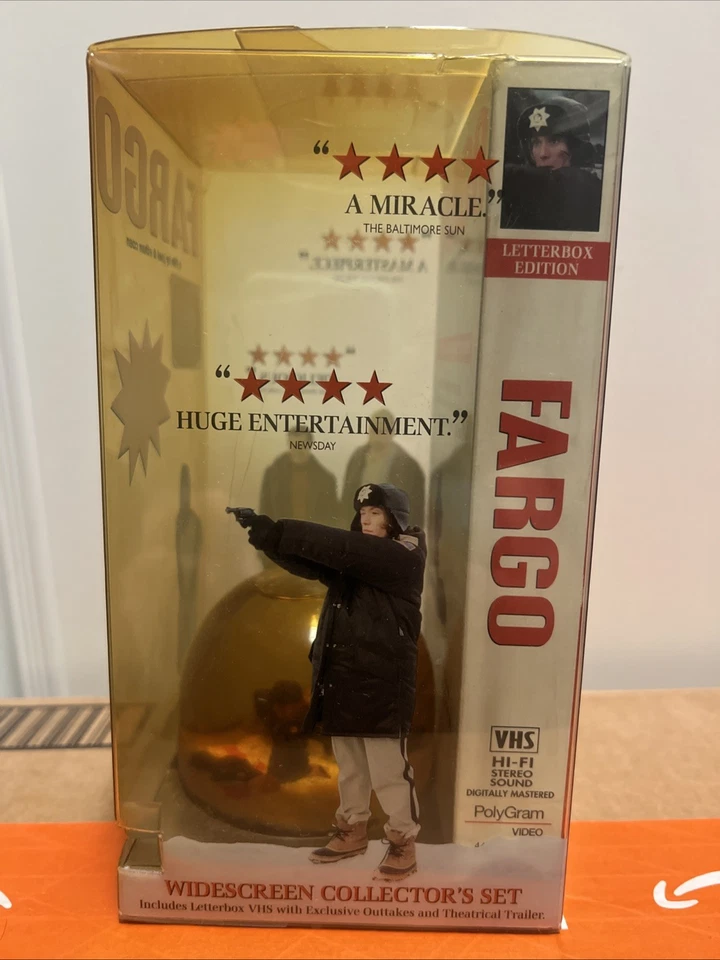 “★★★★
A MIRACLE.”
THE BALTIMORE SUN
★★★★”
A MASTERPIECE.”
“★★★★
HUGE ENTERTAINMENT.”
NEWSDAY
FARGO
LETTERBOX
EDITION
FARGO
VHS
HI-FI
STEREO
SOUND
DIGITALLY MASTERED
PolyGram
VIDEO
WIDESCREEN COLLECTOR'S SET
Includes Letterbox VHS with Exclusive Outtakes and Theatrical Trailer.